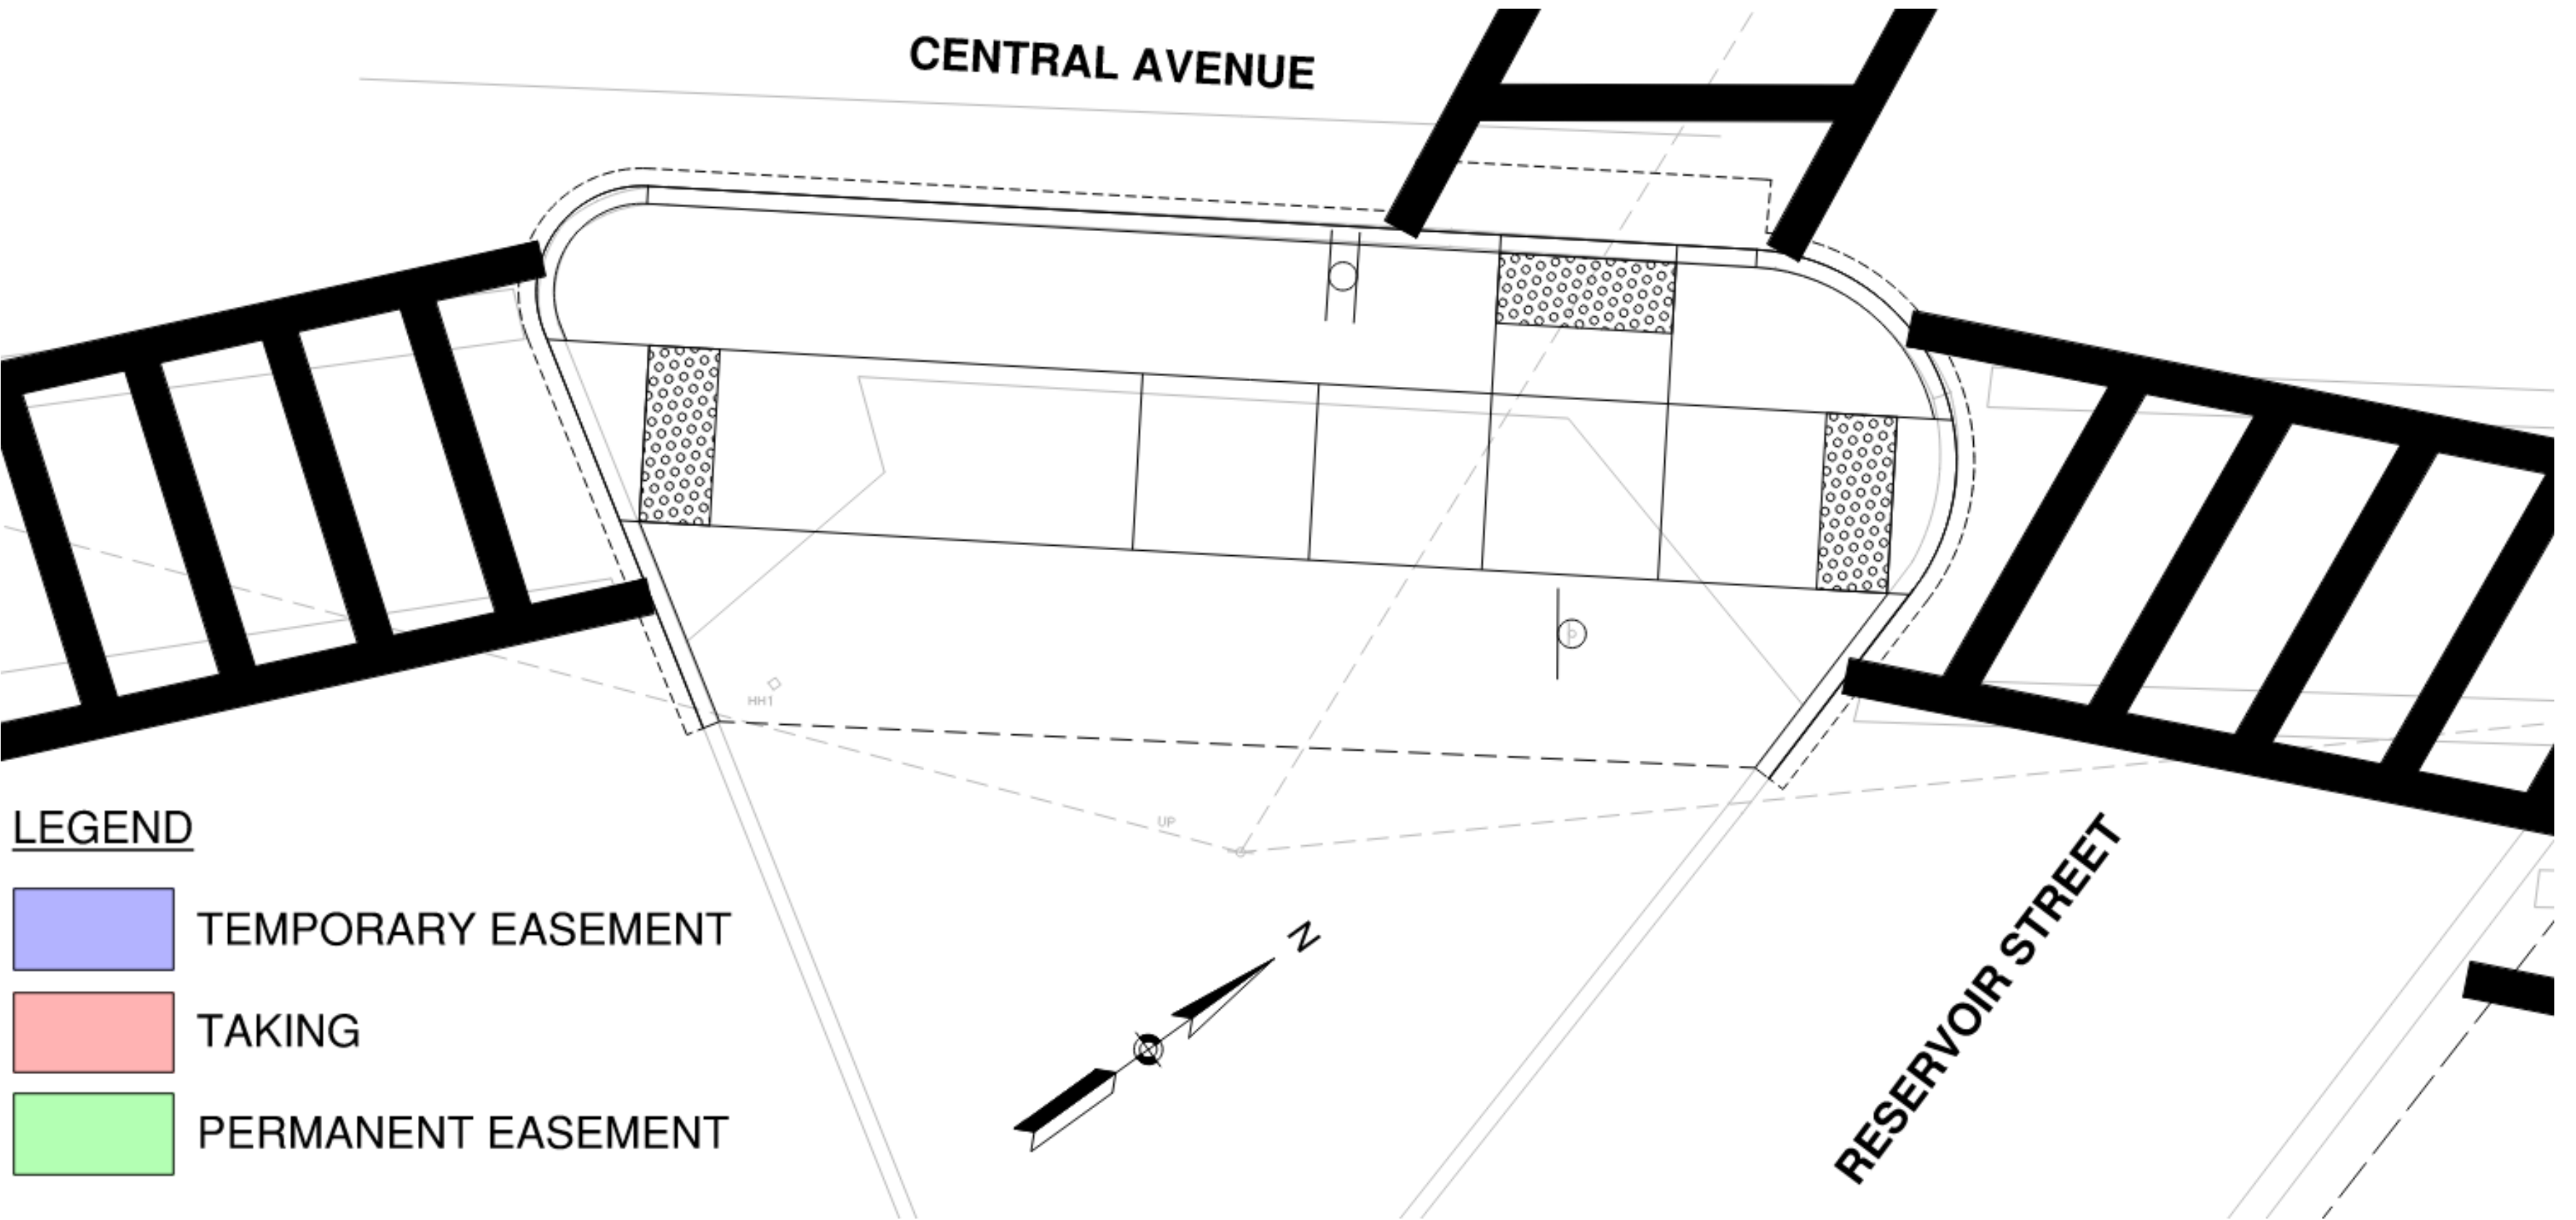 CENTRAL AVENUE
P
HH1
UP
LEGEND
TEMPORARY EASEMENT
TAKING
PERMANENT EASEMENT
N
RESERVOIR STREET